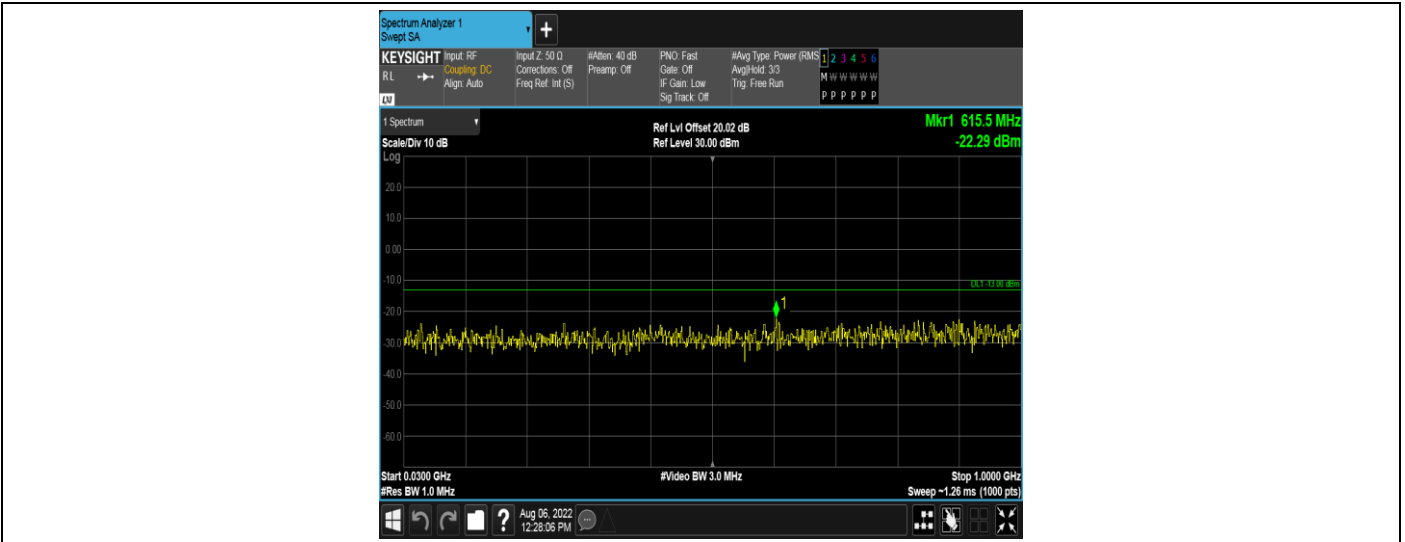 Spectrum Analyzer 1
Swept SA
+
KEYSIGHT Input: RF Input Z: 50 Ω #Atten: 40 dB PNO: Fast #Avg Type: Power (RMS 1 2 3 4 5 6
RL Coupling: DC Corrections: Off Preamp: Off Gate: Off Avg|Hold: 3/3 M W W W W W
Align: Auto Freq Ref: Int (S) IF Gain: Low Trig: Free Run
Sig Track: Off P P P P P P
LXI
1 Spectrum
Ref Lvl Offset 20.02 dB Mkr1 615.5 MHz
Scale/Div 10 dB Ref Level 30.00 dBm -22.29 dBm
Log
20.0
10.0
0.00
-10.0
DL1 -13.00 dBm
1
-20.0
-30.0
-40.0
-50.0
-60.0
Start 0.0300 GHz #Video BW 3.0 MHz Stop 1.0000 GHz
#Res BW 1.0 MHz Sweep ~1.26 ms (1000 pts)
? Aug 06, 2022
12:28:06 PM